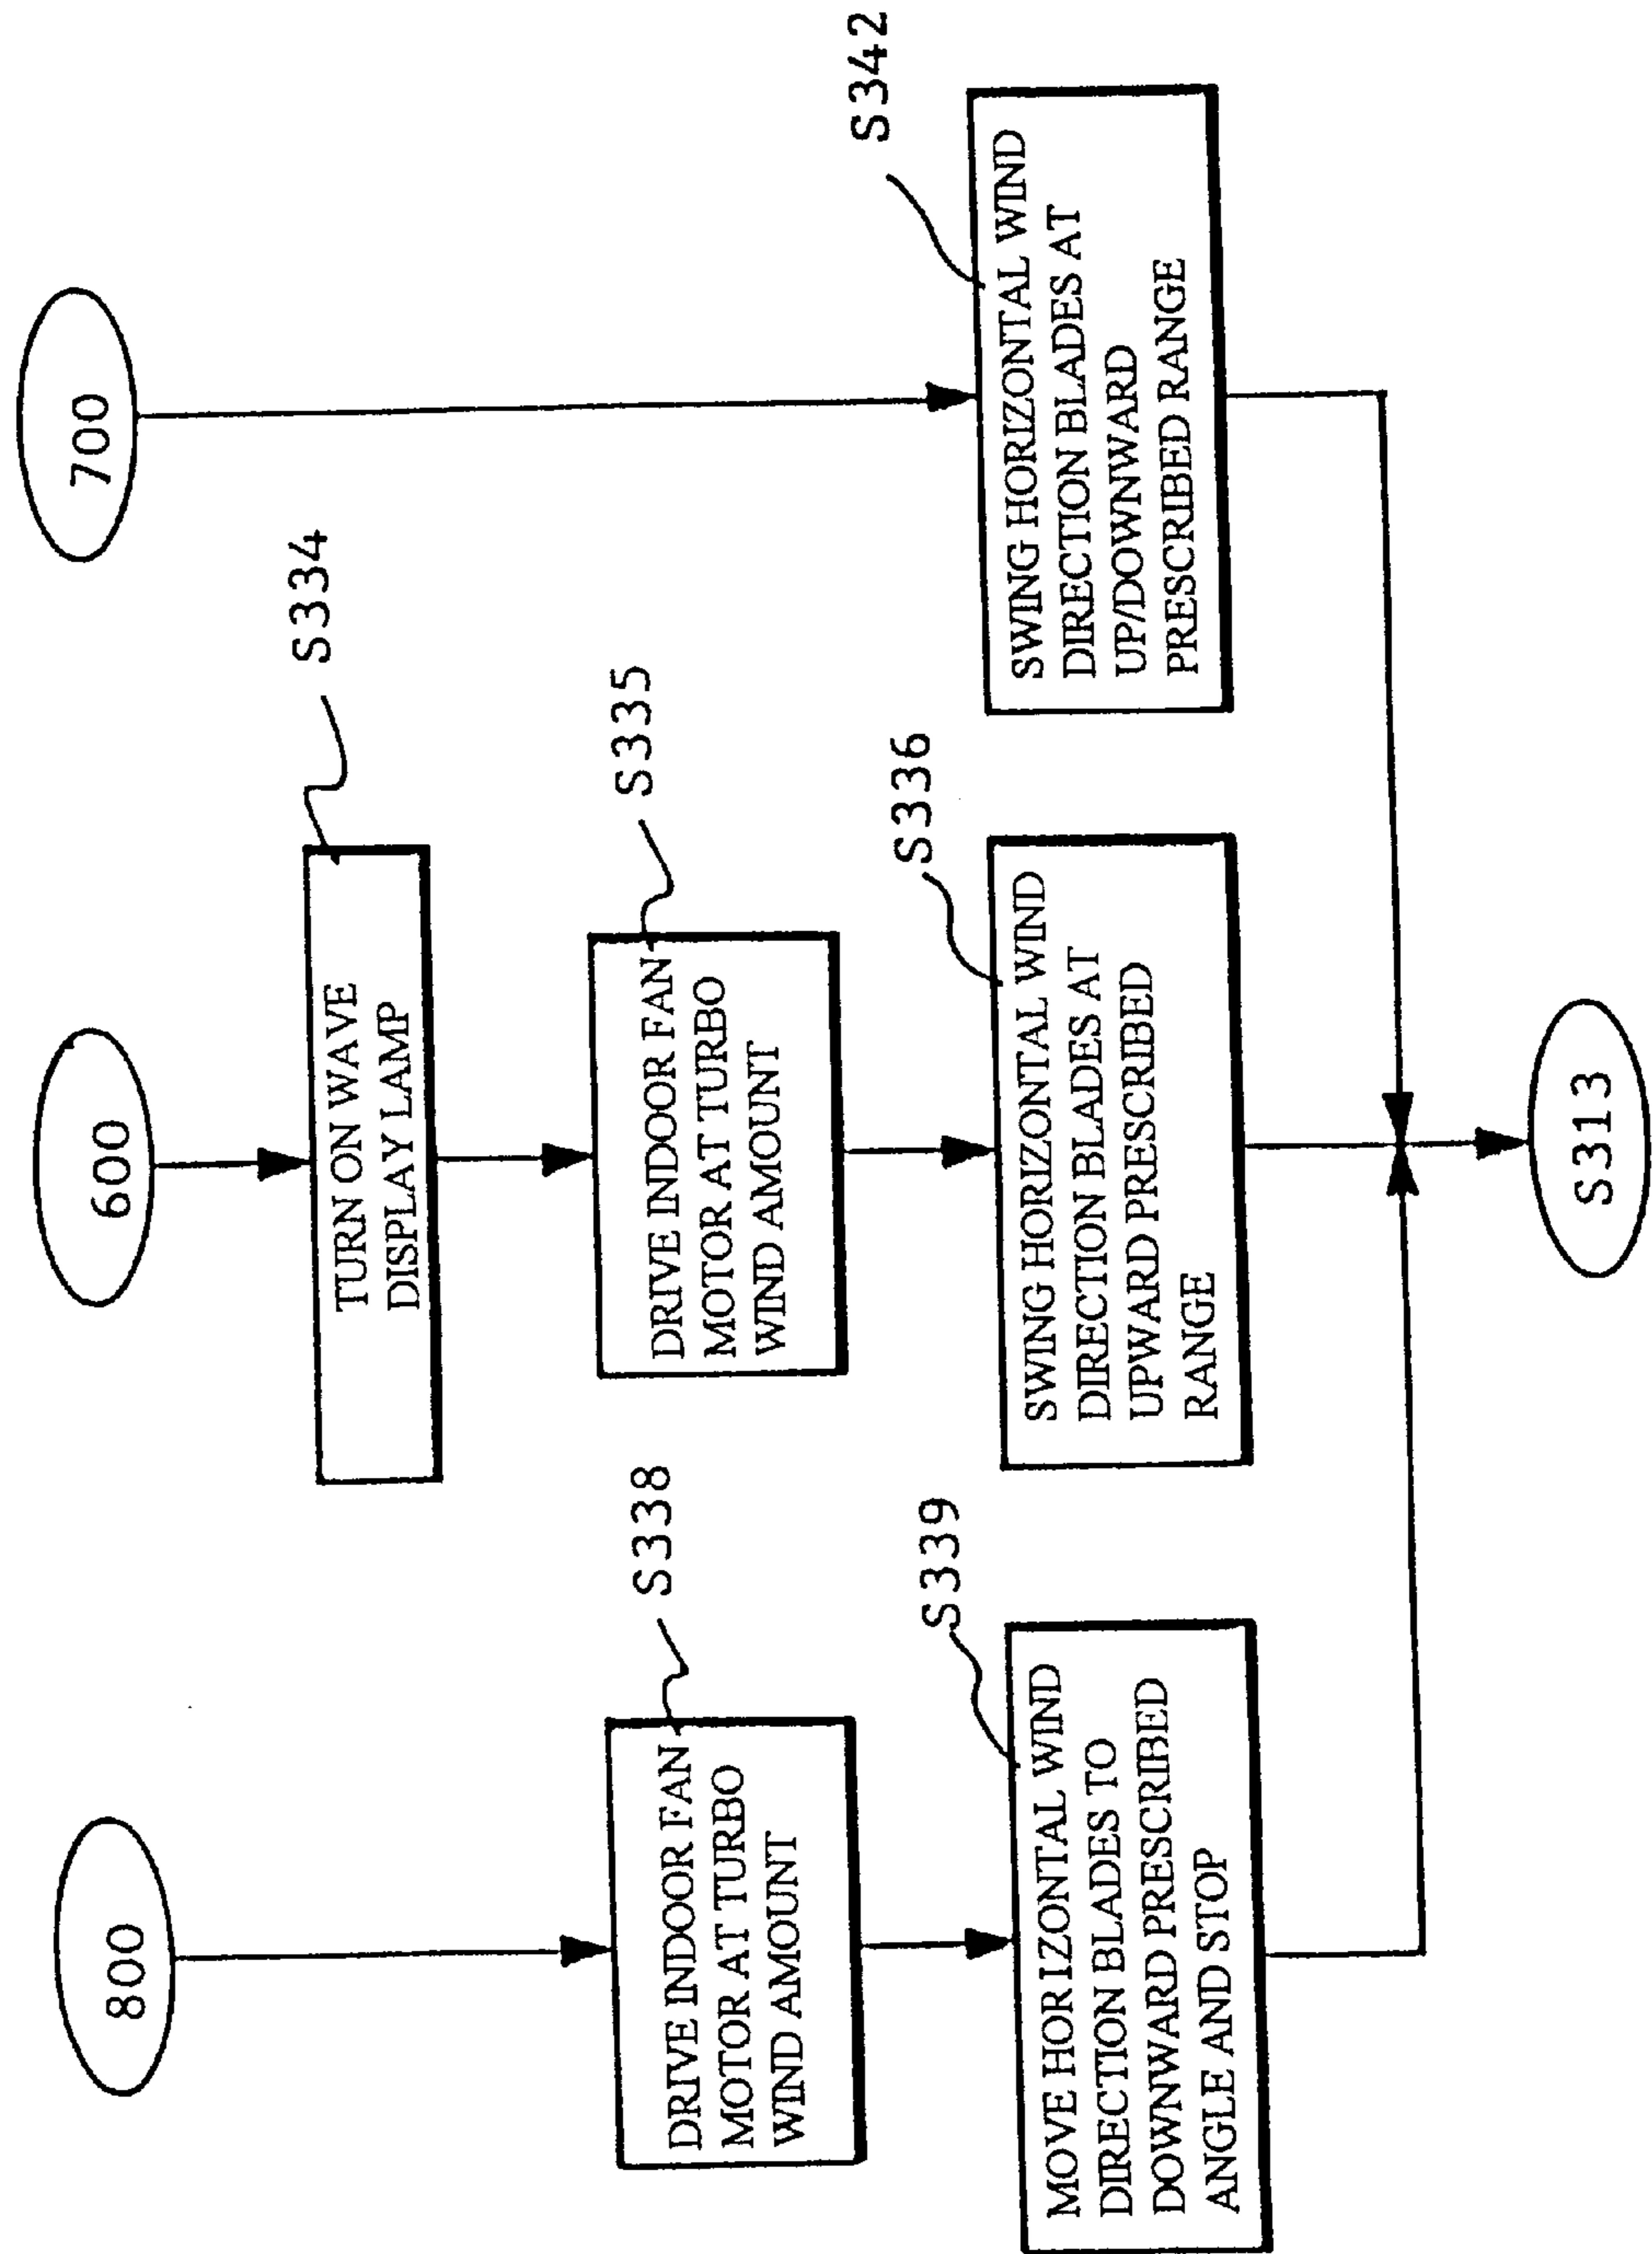 800
600
700
S334
TURN ON WAVE
DISPLAY LAMP
S338
DRIVE INDOOR FAN
MOTOR AT TURBO
WIND AMOUNT
S335
DRIVE INDOOR FAN
MOTOR AT TURBO
WIND AMOUNT
S339
MOVE HORIZONTAL WIND
DIRECTION BLADES TO
DOWNWARD PRESCRIBED
ANGLE AND STOP
S336
SWING HORIZONTAL WIND
DIRECTION BLADES AT
UPWARD PRESCRIBED
RANGE
S342
SWING HORIZONTAL WIND
DIRECTION BLADES AT
UP/DOWNWARD
PRESCRIBED RANGE
S313